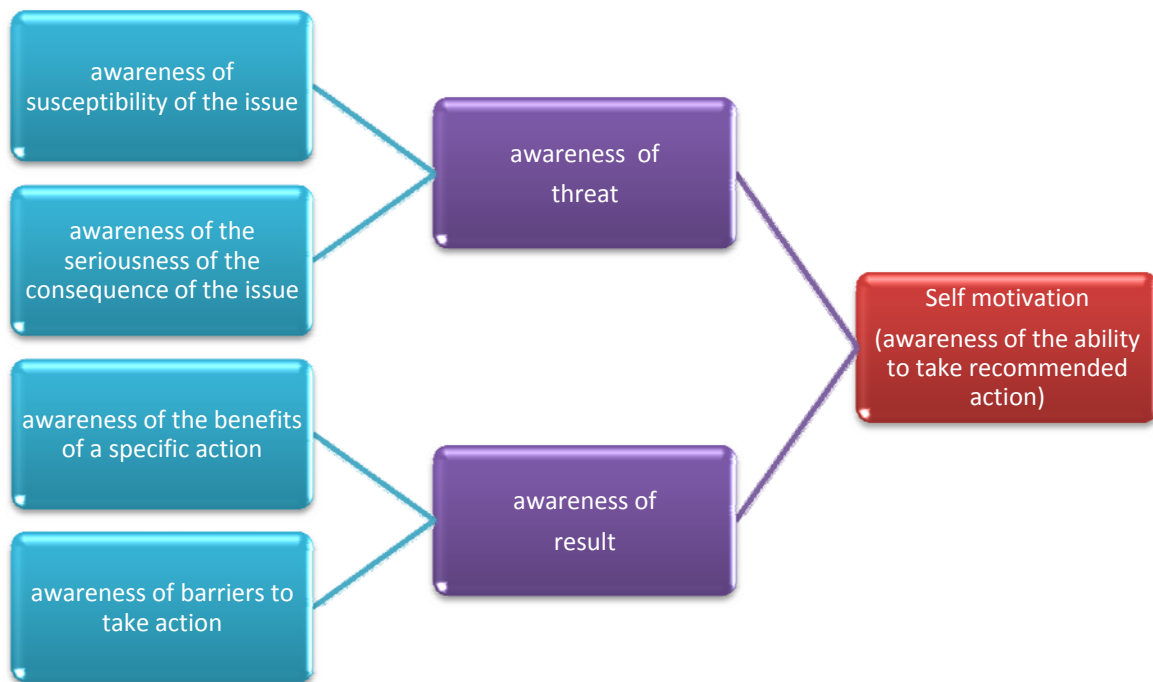 awareness of
susceptibility of the issue
awareness of the
seriousness of the
consequence of the issue
awareness of the benefits
of a specific action
awareness of barriers to
take action
awareness of
threat
awareness of
result
Self motivation
(awareness of the ability
to take recommended
action)